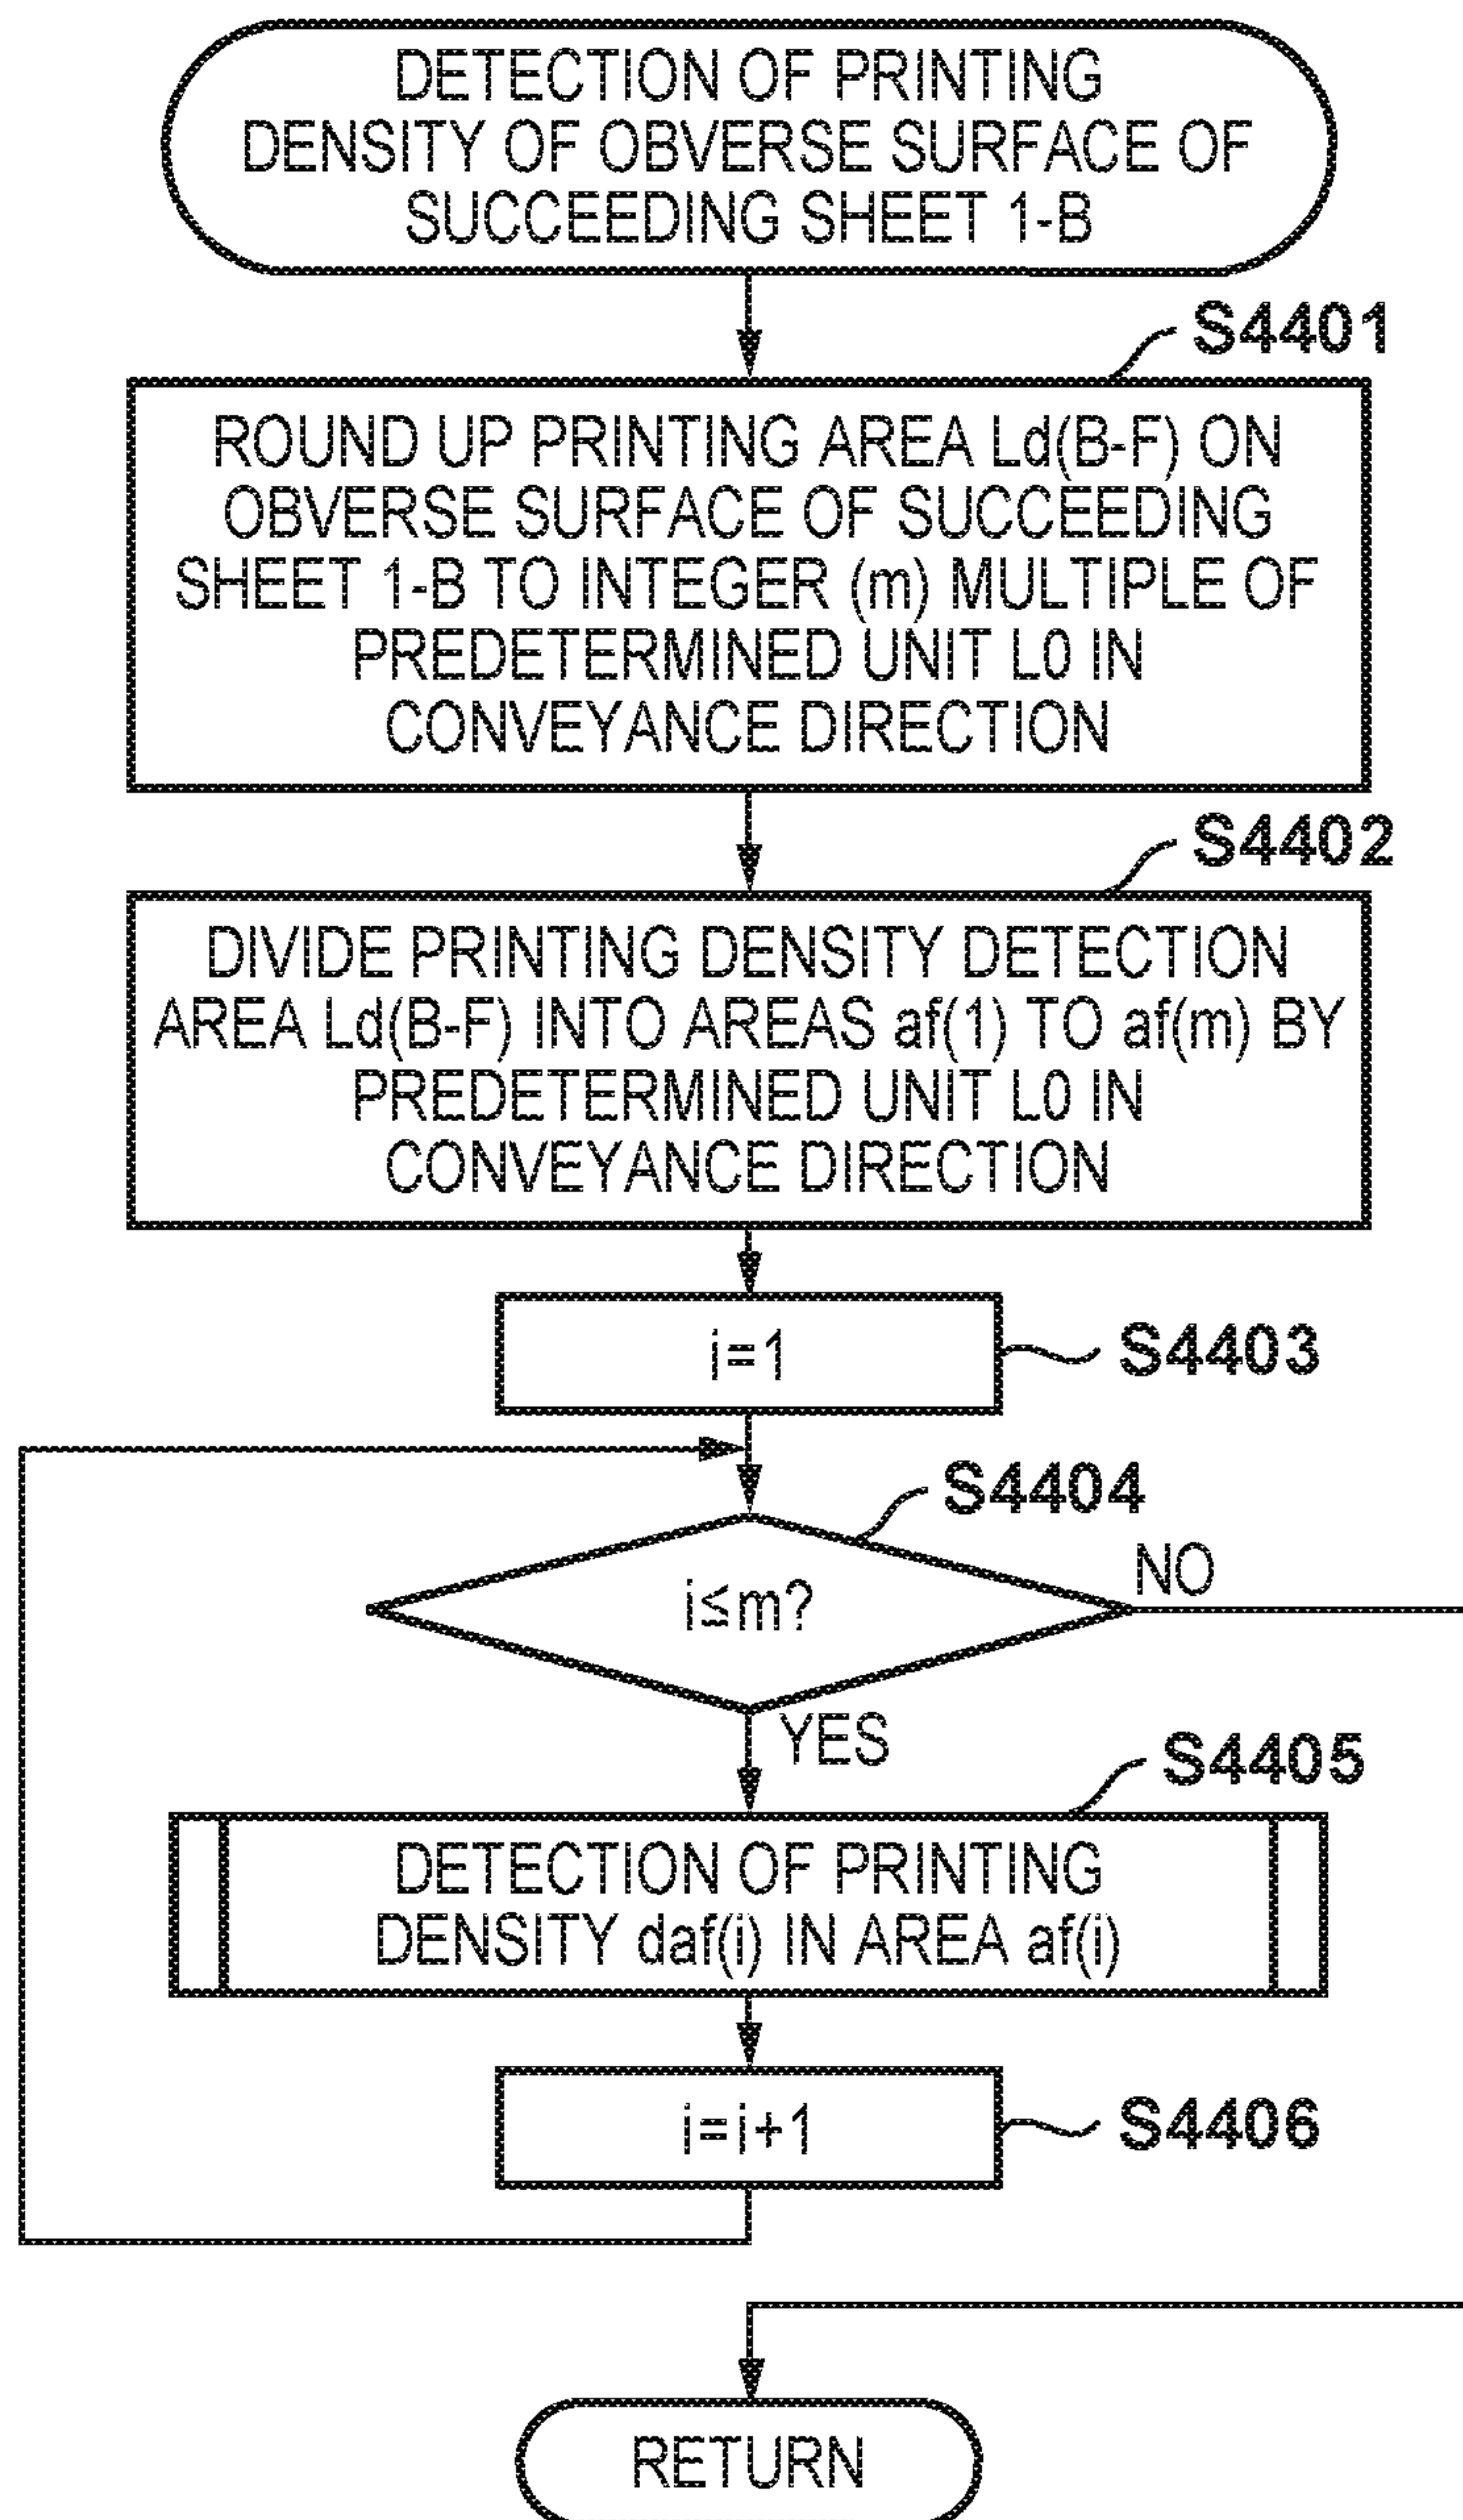 DETECTION OF PRINTING
DENSITY OF OBVERSE SURFACE OF
SUCCEEDING SHEET 1-B
S4401
ROUND UP PRINTING AREA Ld(B-F) ON
OBVERSE SURFACE OF SUCCEEDING
SHEET 1-B TO INTEGER (m) MULTIPLE OF
PREDETERMINED UNIT L0 IN
CONVEYANCE DIRECTION
S4402
DIVIDE PRINTING DENSITY DETECTION
AREA Ld(B-F) INTO AREAS af(1) TO af(m) BY
PREDETERMINED UNIT L0 IN
CONVEYANCE DIRECTION
i=1
S4403
S4404
i≦m?
NO
YES
S4405
DETECTION OF PRINTING
DENSITY daf(i) IN AREA af(i)
i=i+1
S4406
RETURN